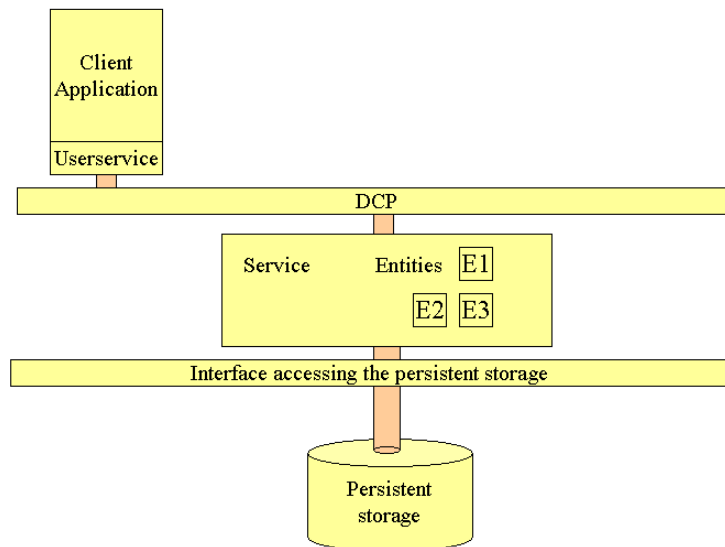 Client
Application
Userservice
DCP
Service Entities E1
E2 E3
Interface accessing the persistent storage
Persistent
storage